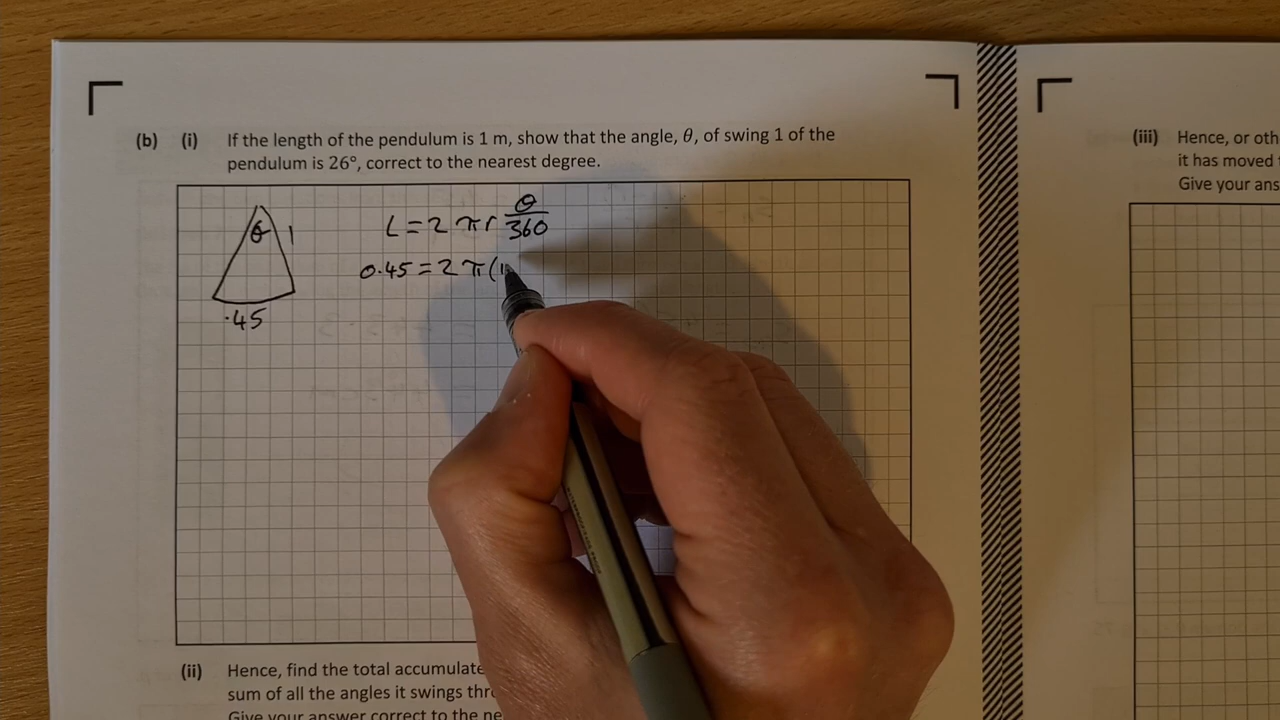 (b) (i) If the length of the pendulum is 1 m, show that the angle, θ, of swing 1 of the
pendulum is 26°, correct to the nearest degree.
θ 1
.45
L = 2 π r θ/360
0.45 = 2 π (1
(ii) Hence, find the total accumulate
sum of all the angles it swings thr
Give your answer correct to the ne
(iii) Hence, or oth
it has moved
Give your ans